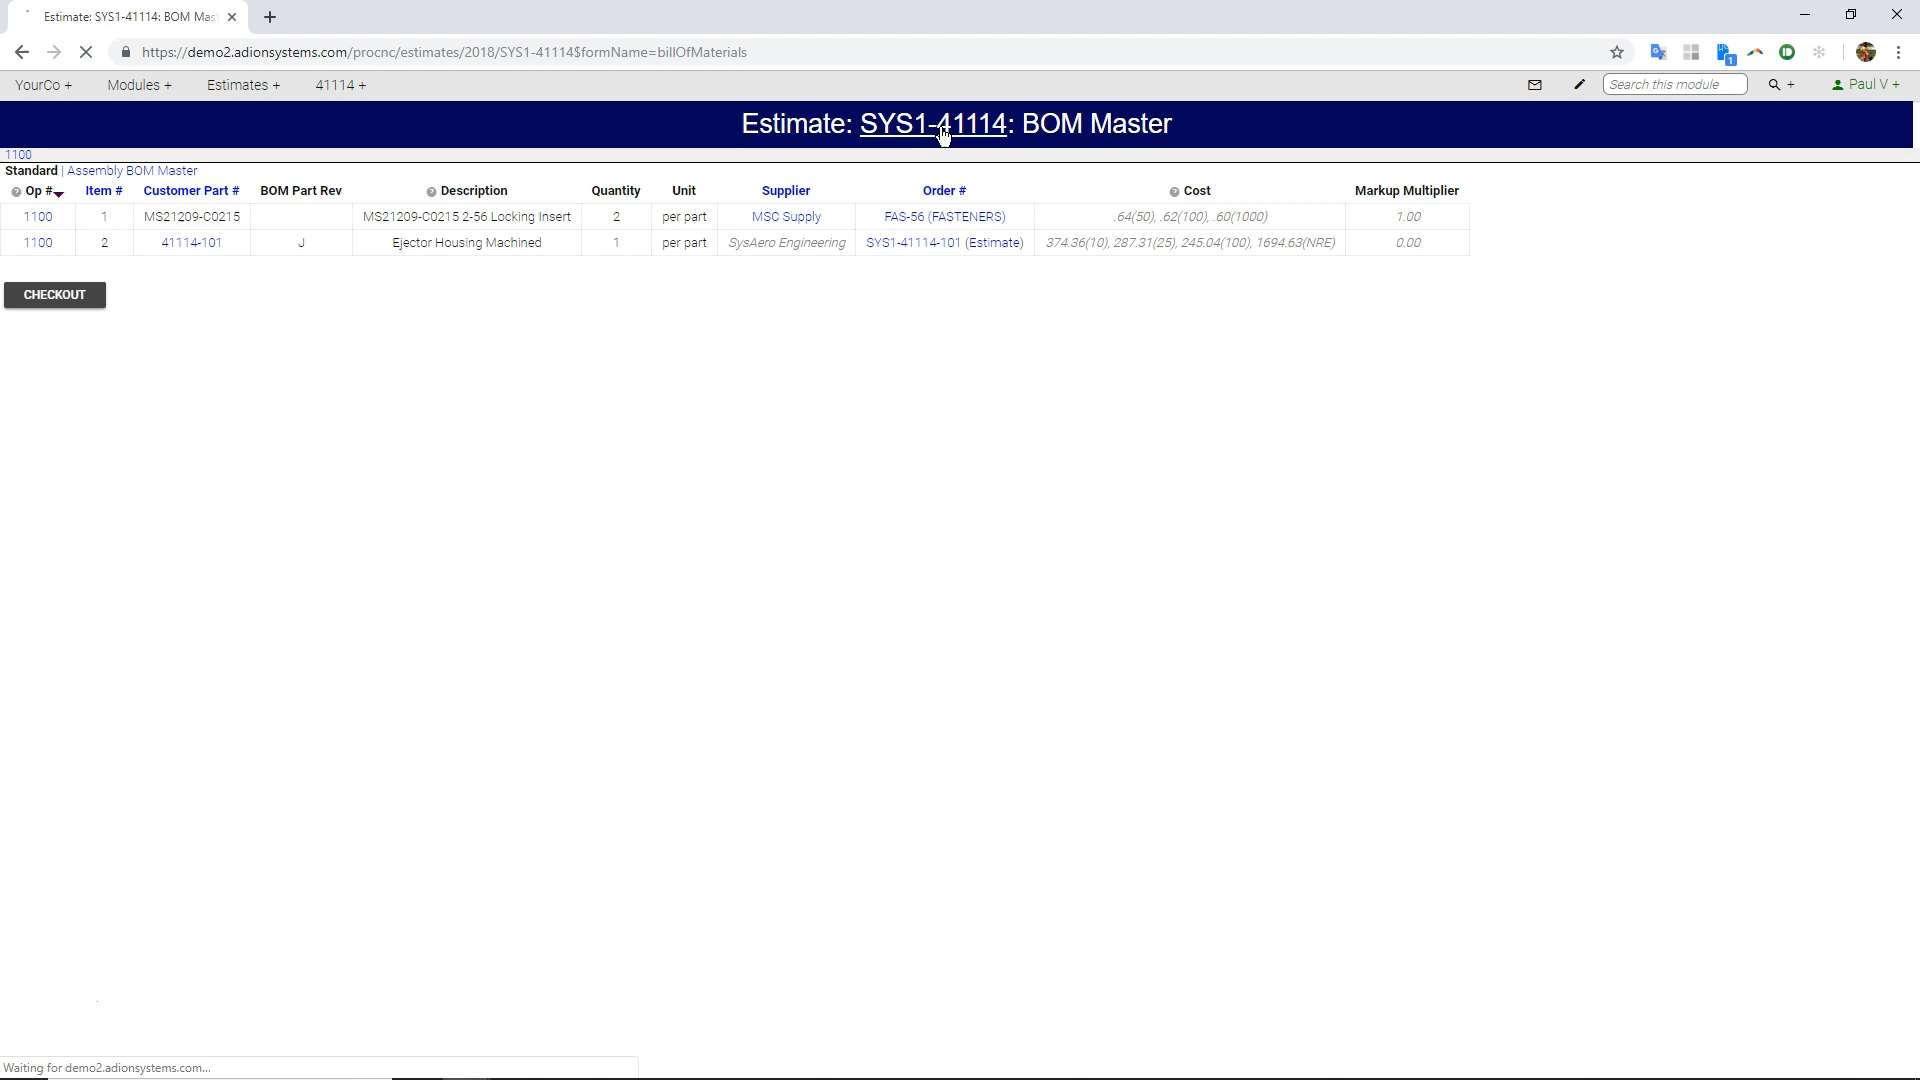 Estimate: SYS1-41114: BOM Mas
https://demo2.adionsystems.com/procnc/estimates/2018/SYS1-41114$formName=billOfMaterials
1
YourCo + Modules + Estimates + 41114 + Search this module + Paul V +
Estimate: SYS1-41114: BOM Master
1100
Standard | Assembly BOM Master
Op # Item # Customer Part # BOM Part Rev Description Quantity Unit Supplier Order # Cost Markup Multiplier
1100 1 MS21209-C0215 MS21209-C0215 2-56 Locking Insert 2 per part MSC Supply FAS-56 (FASTENERS) .64(50), .62(100), .60(1000) 1.00
1100 2 41114-101 J Ejector Housing Machined 1 per part SysAero Engineering SYS1-41114-101 (Estimate) 374.36(10), 287.31(25), 245.04(100), 1694.63(NRE) 0.00
CHECKOUT
Waiting for demo2.adionsystems.com...